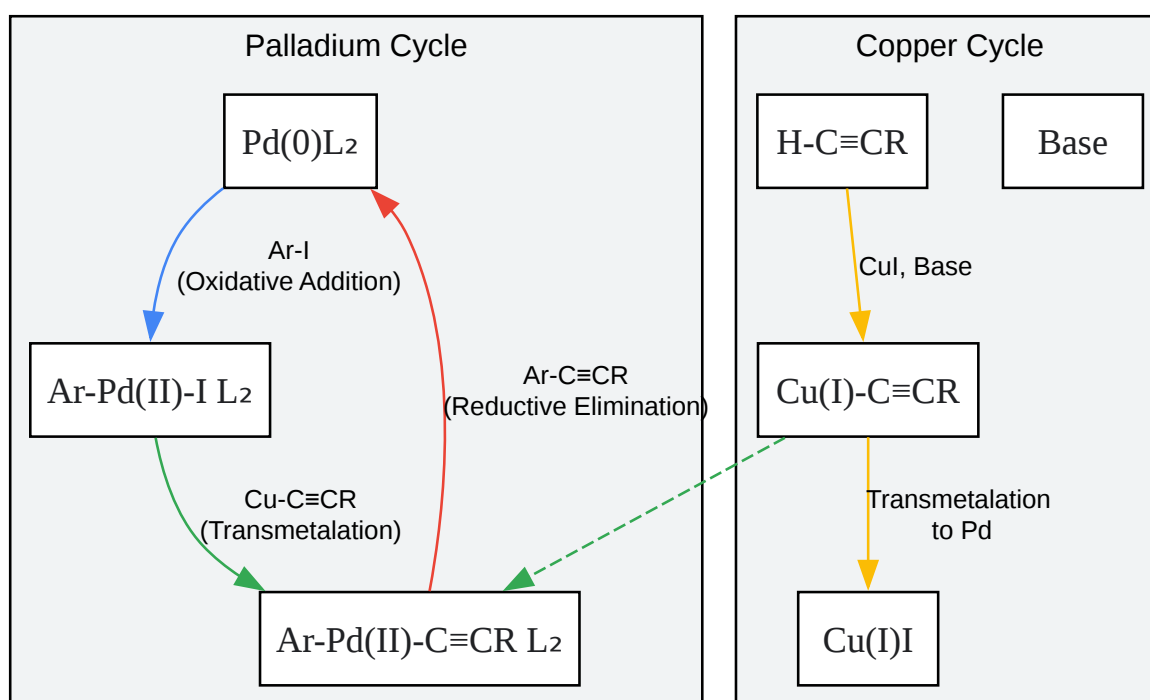 Palladium Cycle
Pd(0)L₂
Ar-I
(Oxidative Addition)
Ar-Pd(II)-I L₂
Ar-C≡CR
(Reductive Elimination)
Cu-C≡CR
(Transmetalation)
Ar-Pd(II)-C≡CR L₂
Copper Cycle
H-C≡CR
Base
CuI, Base
Cu(I)-C≡CR
Transmetalation
to Pd
Cu(I)I